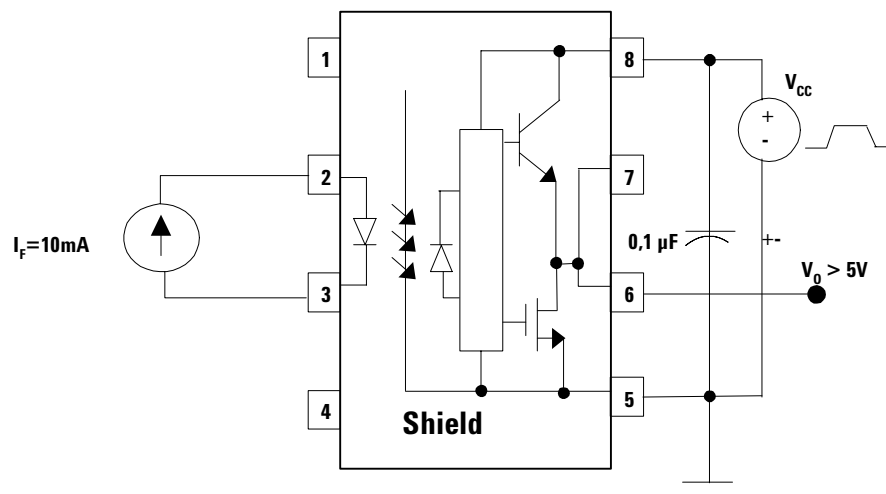 1
8
V_CC
+
-
2
7
I_F=10mA
0,1 µF
+-
V_O > 5V
3
6
4
5
Shield